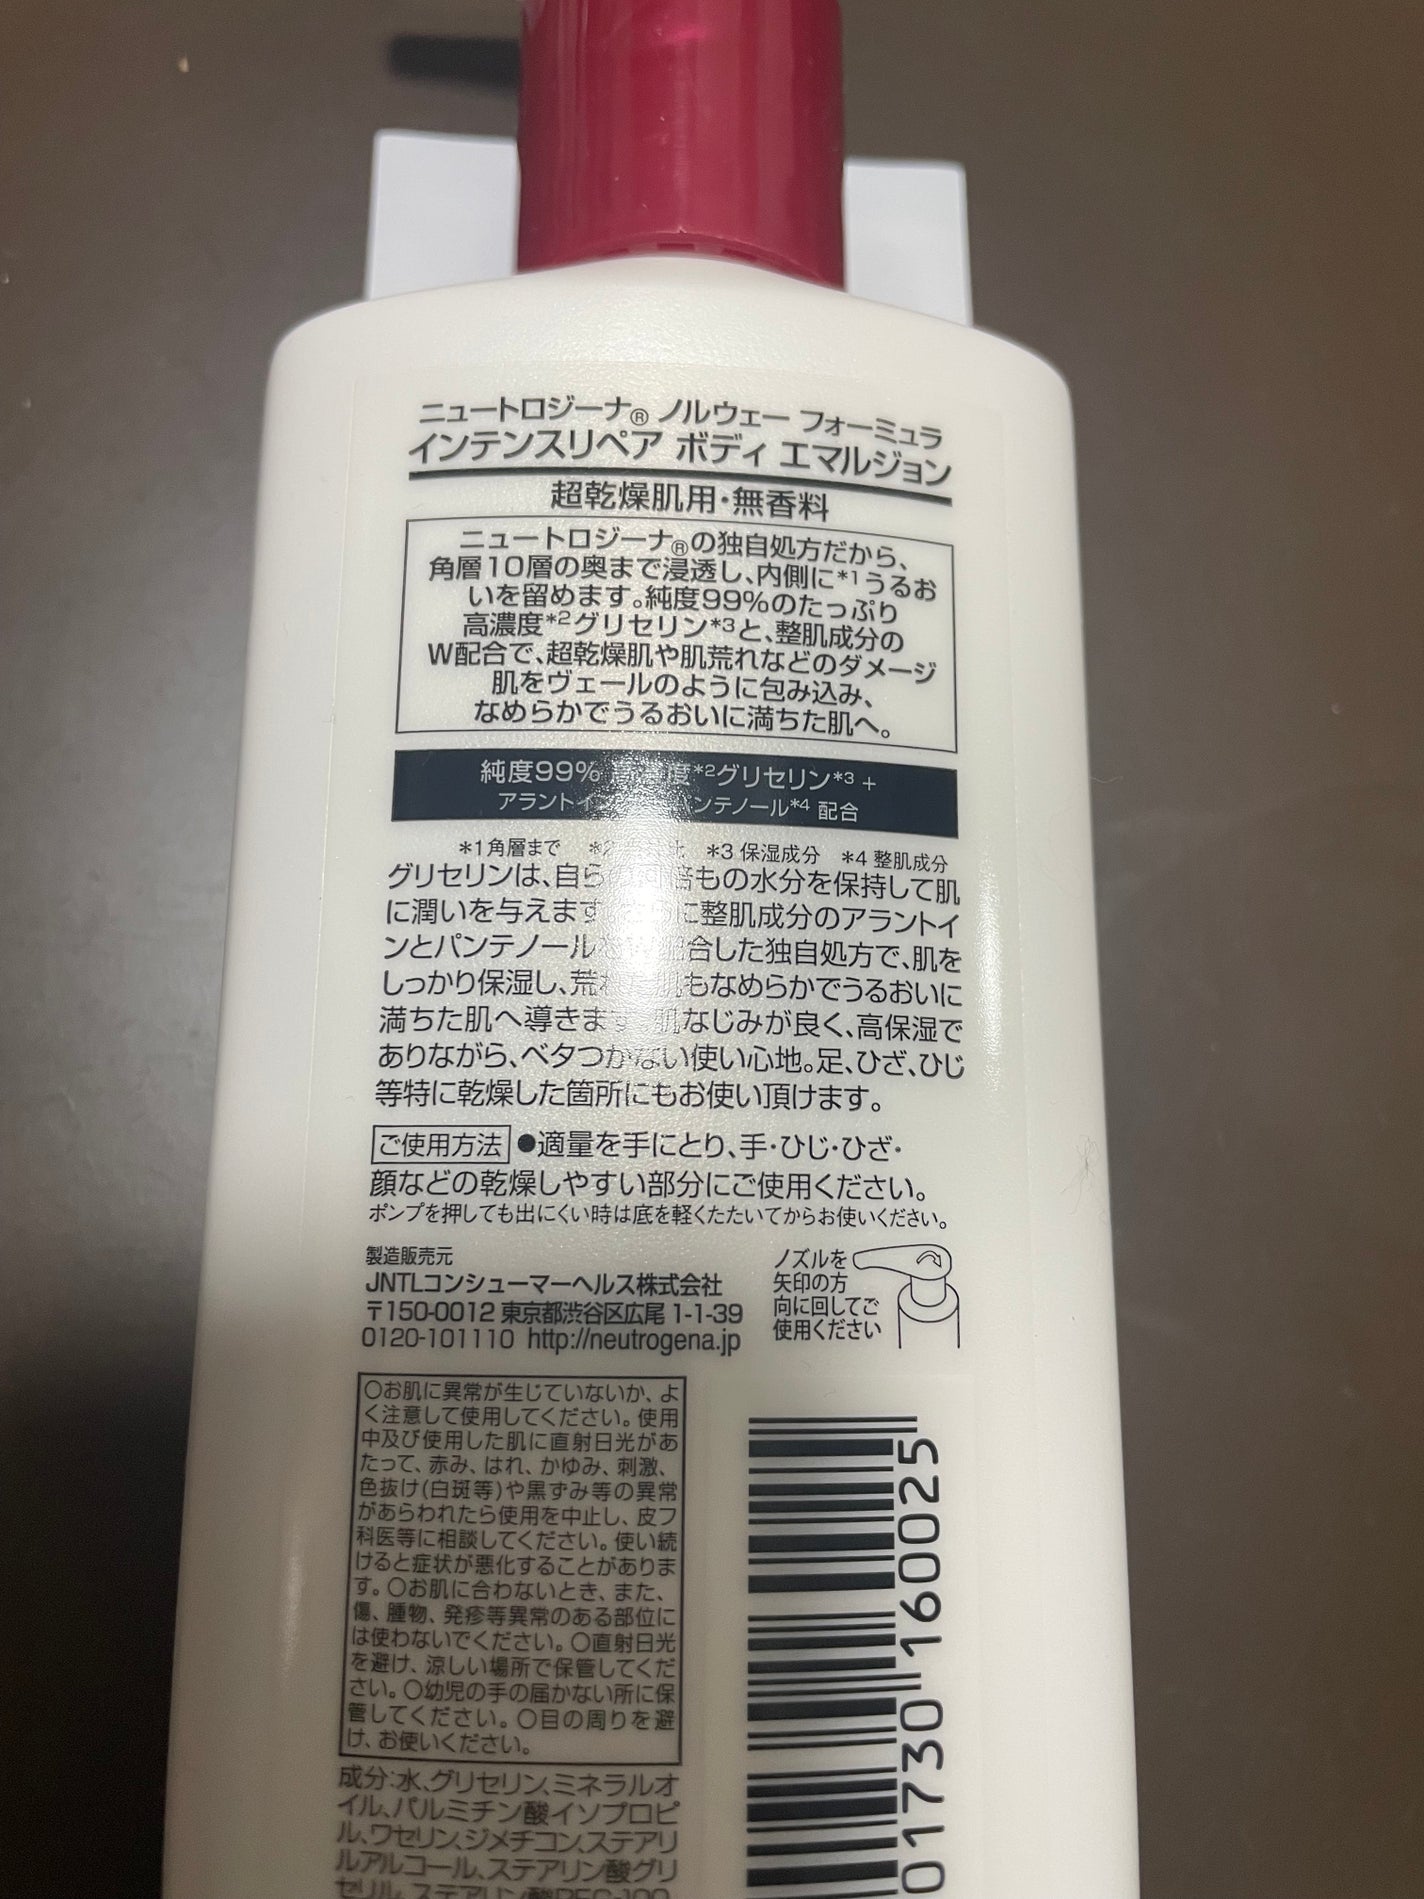 ニュートロジーナ® ノルウェー フォーミュラ
インテンスリペア ボディ エマルジョン
超乾燥肌用・無香料
ニュートロジーナ®の独自処方だから、
角層10層の奥まで浸透し、内側に*1うるお
いを留めます。純度99%のたっぷり
高濃度*2グリセリン*3と、整肌成分の
W配合で、超乾燥肌や肌荒れなどのダメージ
肌をヴェールのように包み込み、
なめらかでうるおいに満ちた肌へ。
純度99% 度*2グリセリン*3 +
アラントイ パンテノール*4 配合
*1角層まで *3 保湿成分 *4 整肌成分
グリセリンは、自らの 倍もの水分を保持して肌
に潤いを与えます。さらに整肌成分のアラントイ
ンとパンテノールを 配合した独自処方で、肌を
しっかり保湿し、荒れた肌もなめらかでうるおいに
満ちた肌へ導きます。肌なじみが良く、高保湿で
ありながら、ベタつかない使い心地。足、ひざ、ひじ
等特に乾燥した箇所にもお使い頂けます。
ご使用方法 ●適量を手にとり、手・ひじ・ひざ・
顔などの乾燥しやすい部分にご使用ください。
ポンプを押しても出にくい時は底を軽くたたいてからお使いください。
製造販売元
JNTLコンシューマーヘルス株式会社
〒150-0012 東京都渋谷区広尾 1-1-39
0120-101110 http://neutrogena.jp
ノズルを
矢印の方
向に回してご
使用ください
○お肌に異常が生じていないか、よ
く注意して使用してください。使用
中及び使用した肌に直射日光があ
たって、赤み、はれ、かゆみ、刺激、
色抜け(白斑等)や黒ずみ等の異常
があらわれたら使用を中止し、皮フ
科医等に相談してください。使い続
けると症状が悪化することがありま
す。○お肌に合わないとき、また、
傷、腫物、発疹等異常のある部位に
は使わないでください。○直射日光
を避け、涼しい場所で保管してくだ
さい。○幼児の手の届かない所に保
管してください。○目の周りを避
け、お使いください。
成分:水、グリセリン、ミネラルオ
イル、パルミチン酸イソプロピ
ル、ワセリン、ジメチコン、ステアリ
ルアルコール、ステアリン酸グリ
セリル、ステアリン酸PEG-100、
01730 160025